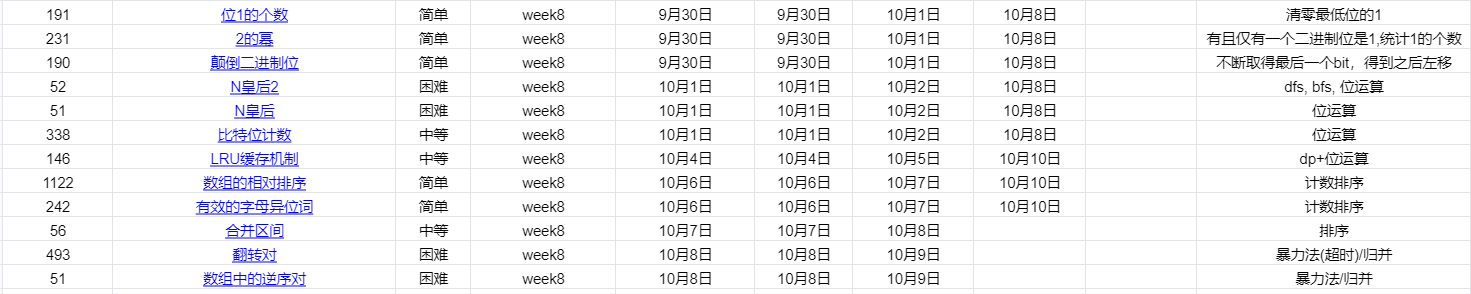 191 位1的个数 简单 week8 9月30日 9月30日 10月1日 10月8日 清零最低位的1
231 2的幂 简单 week8 9月30日 9月30日 10月1日 10月8日 有且仅有一个二进制位是1,统计1的个数
190 颠倒二进制位 简单 week8 9月30日 9月30日 10月1日 10月8日 不断取得最后一个bit，得到之后左移
52 N皇后2 困难 week8 10月1日 10月1日 10月2日 10月8日 dfs, bfs, 位运算
51 N皇后 困难 week8 10月1日 10月1日 10月2日 10月8日 位运算
338 比特位计数 中等 week8 10月1日 10月1日 10月2日 10月8日 位运算
146 LRU缓存机制 中等 week8 10月4日 10月4日 10月5日 10月10日 dp+位运算
1122 数组的相对排序 简单 week8 10月6日 10月6日 10月7日 10月10日 计数排序
242 有效的字母异位词 简单 week8 10月6日 10月6日 10月7日 10月10日 计数排序
56 合并区间 中等 week8 10月7日 10月7日 10月8日 排序
493 翻转对 困难 week8 10月8日 10月8日 10月9日 暴力法(超时)/归并
51 数组中的逆序对 困难 week8 10月8日 10月8日 10月9日 暴力法/归并